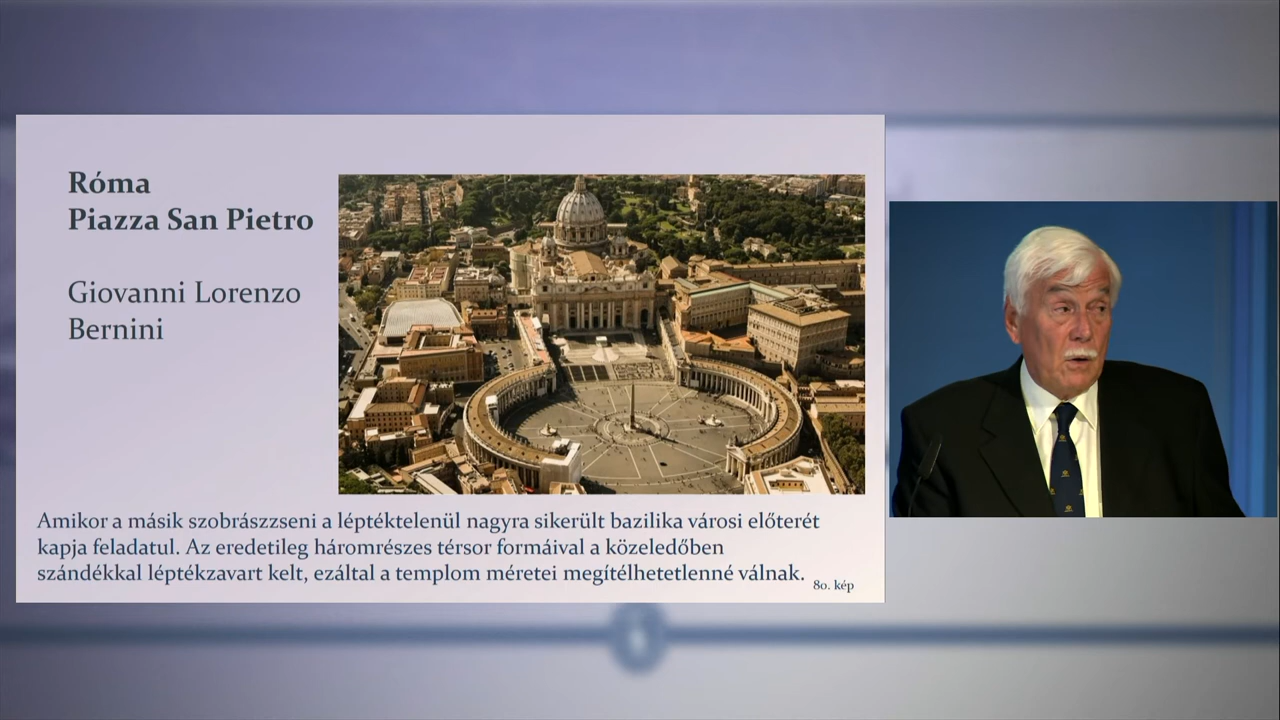 Róma
Piazza San Pietro
Giovanni Lorenzo
Bernini
Amikor a másik szobrászzseni a léptéktelenül nagyra sikerült bazilika városi előterét
kapja feladatul. Az eredetileg háromrészes térsor formáival a közeledőben
szándékkal léptékzavart kelt, ezáltal a templom méretei megítélhetetlenné válnak.
80. kép